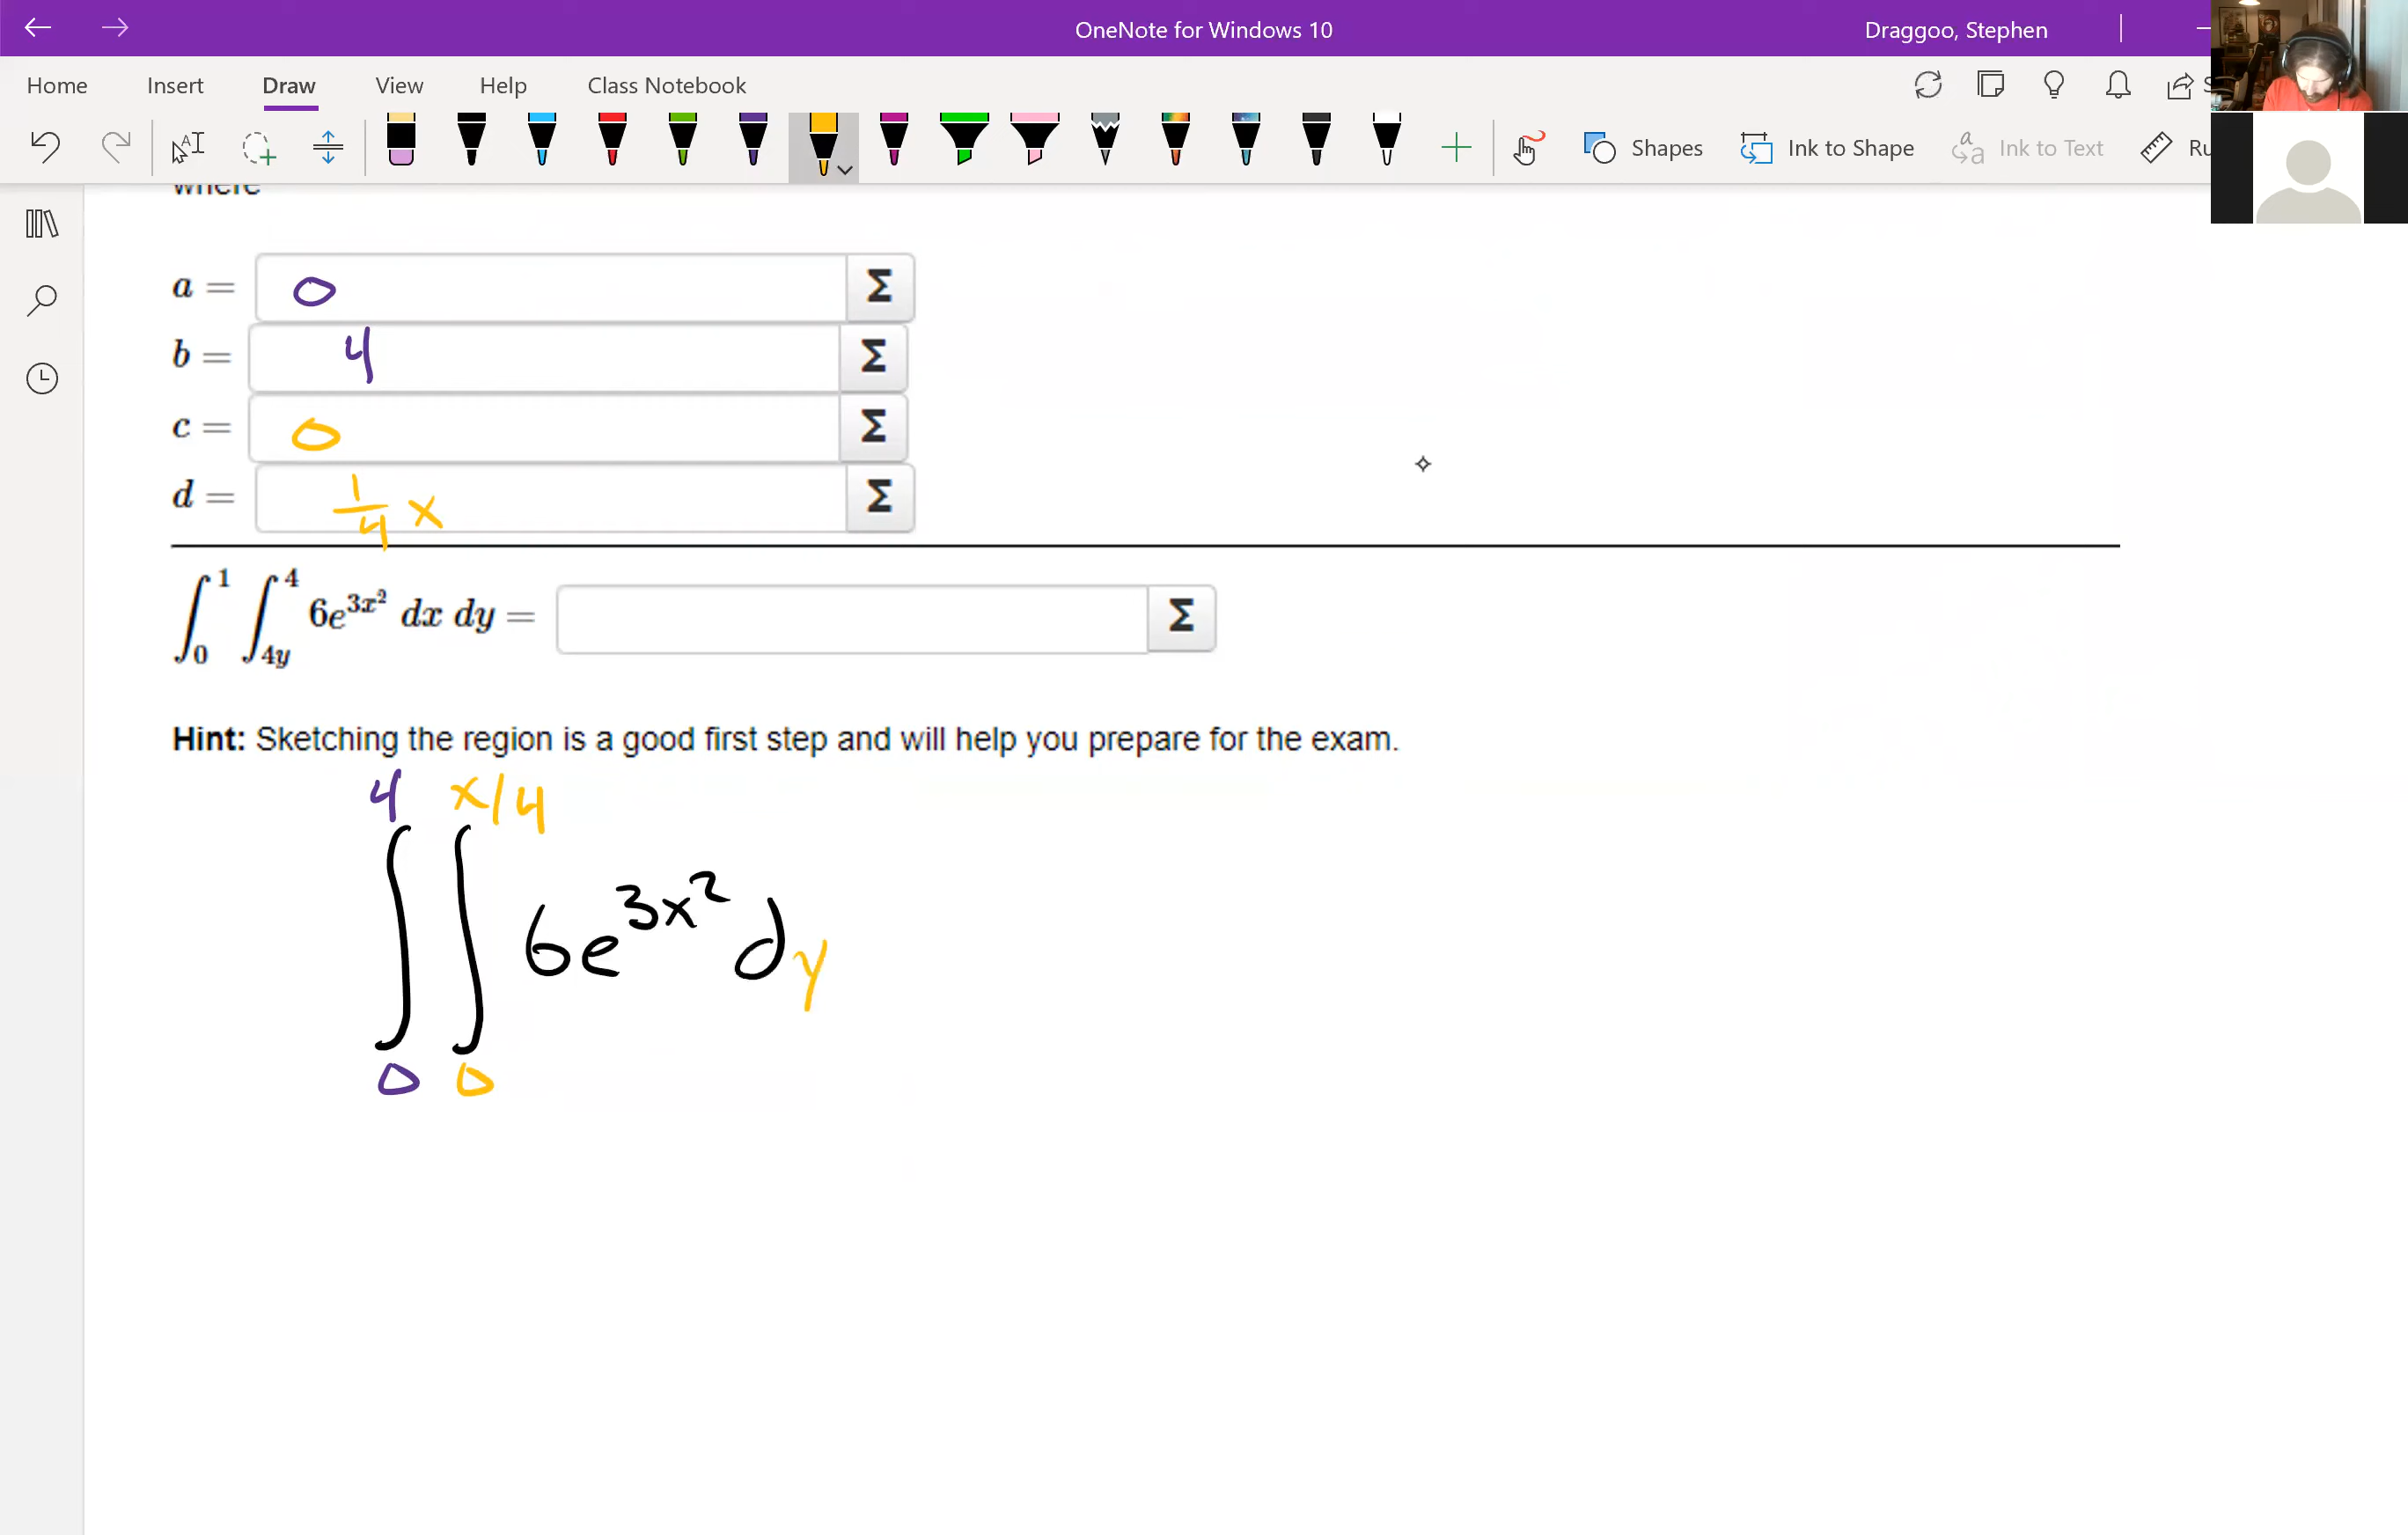 OneNote for Windows 10
Draggoo, Stephen
Home Insert Draw View Help Class Notebook
Shapes Ink to Shape Ink to Text
where
a = 0 Σ
b = 4 Σ
c = 0 Σ
d = 1/4 x Σ
∫₀¹ ∫₄ᵧ⁴ 6e^{3x²} dx dy = Σ
Hint: Sketching the region is a good first step and will help you prepare for the exam.
4 x/4
∫ ∫ 6e^{3x²} dy
0 0